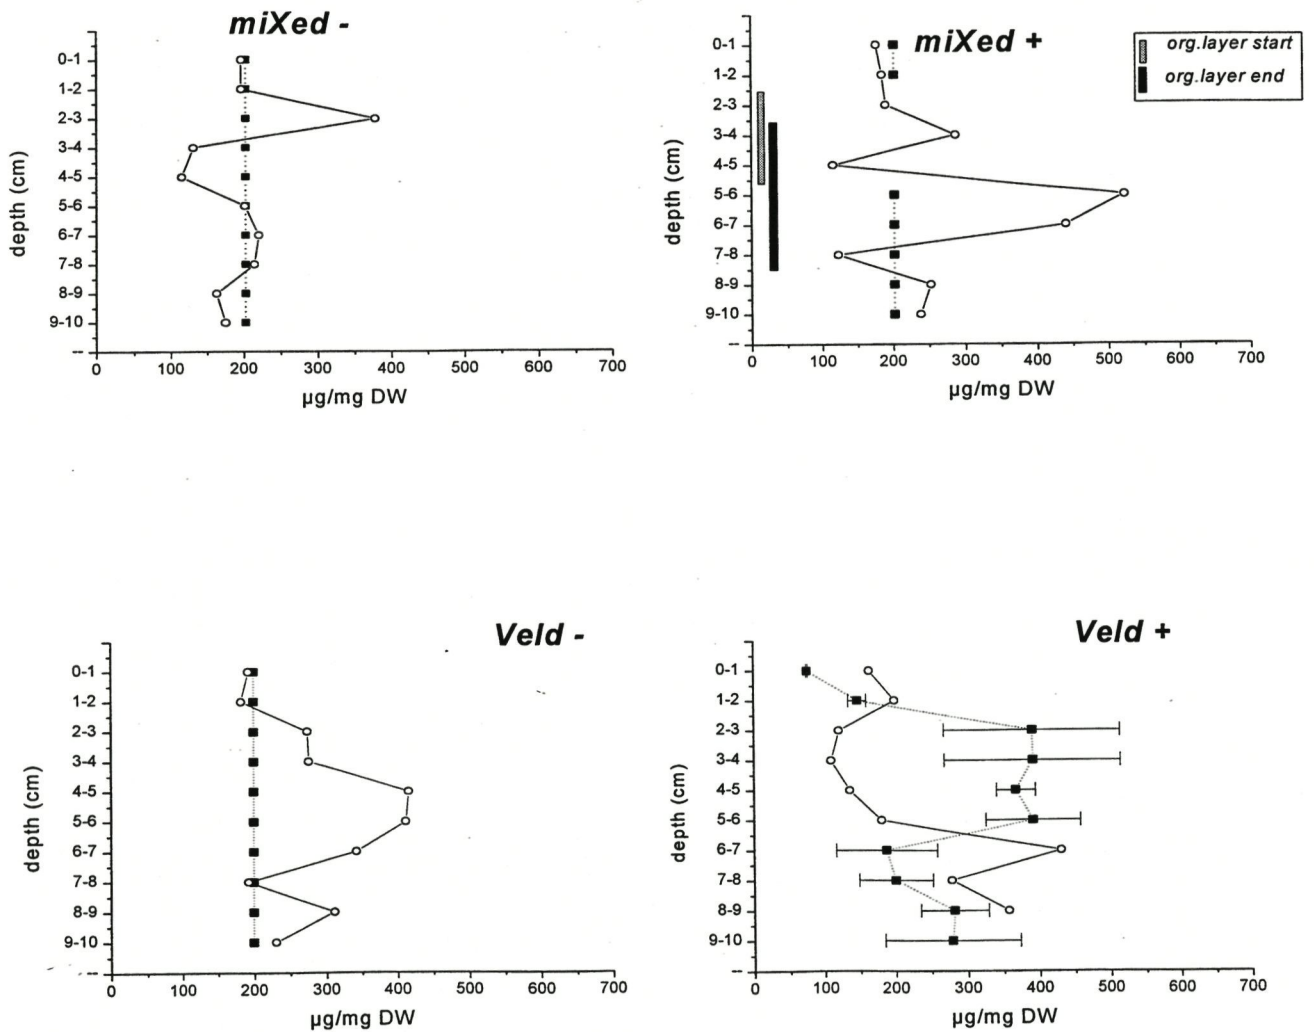 miXed -
depth (cm)
0-1
1-2
2-3
3-4
4-5
5-6
6-7
7-8
8-9
9-10
--
0 100 200 300 400 500 600 700
µg/mg DW
miXed +
org.layer start
org.layer end
depth (cm)
0-1
1-2
2-3
3-4
4-5
5-6
6-7
7-8
8-9
9-10
--
0 100 200 300 400 500 600 700
µg/mg DW
Veld -
depth (cm)
0-1
1-2
2-3
3-4
4-5
5-6
6-7
7-8
8-9
9-10
--
0 100 200 300 400 500 600 700
µg/mg DW
Veld +
depth (cm)
0-1
1-2
2-3
3-4
4-5
5-6
6-7
7-8
8-9
9-10
--
0 100 200 300 400 500 600 700
µg/mg DW